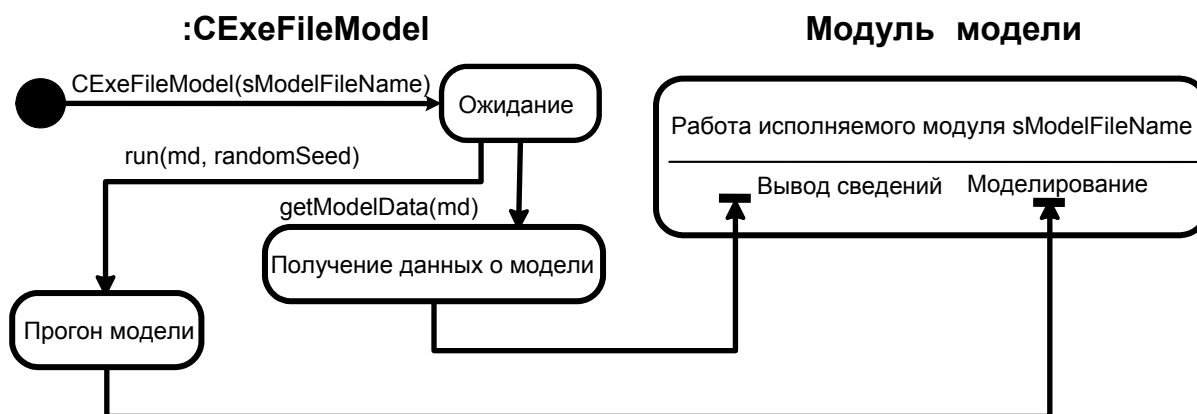 :CExeFileModel
Модуль модели
CExeFileModel(sModelFileName)
Ожидание
Работа исполняемого модуля sModelFileName
run(md, randomSeed)
Вывод сведений
Моделирование
getModelData(md)
Получение данных о модели
Прогон модели